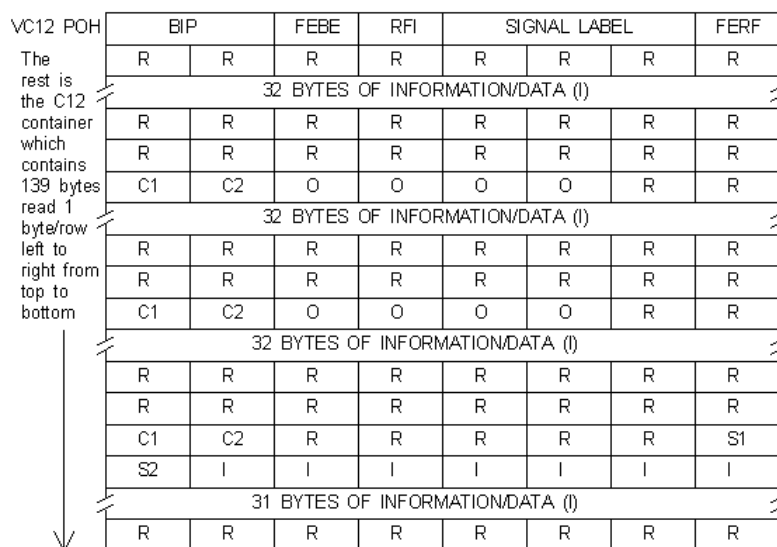 VC12 POH BIP FEBE RFI SIGNAL LABEL FERF
The R R R R R R R R
rest is
the C12 32 BYTES OF INFORMATION/DATA (I)
container R R R R R R R R
which R R R R R R R R
contains
139 bytes C1 C2 O O O O R R
read 1
byte/row 32 BYTES OF INFORMATION/DATA (I)
left to R R R R R R R R
right from R R R R R R R R
top to
bottom C1 C2 O O O O R R
32 BYTES OF INFORMATION/DATA (I)
R R R R R R R R
R R R R R R R R
C1 C2 R R R R R S1
S2 I I I I I I I
31 BYTES OF INFORMATION/DATA (I)
R R R R R R R R